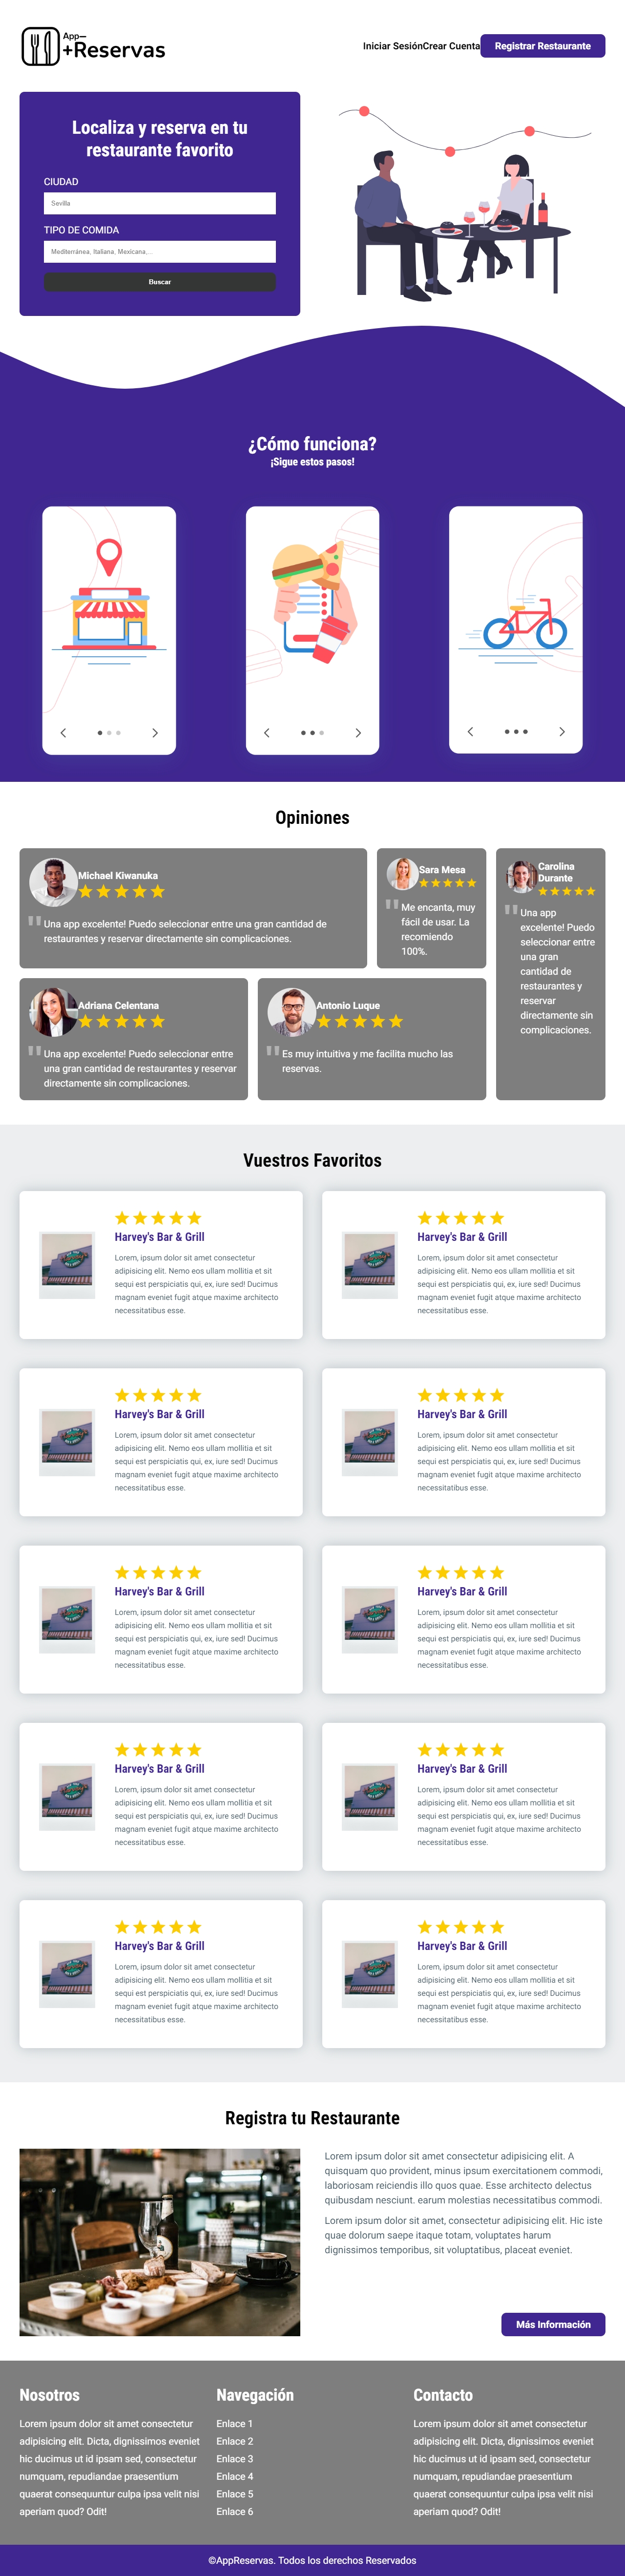 App
+Reservas
Iniciar Sesión Crear Cuenta Registrar Restaurante
Localiza y reserva en tu
restaurante favorito
CIUDAD
Sevilla
TIPO DE COMIDA
Mediterránea, Italiana, Mexicana,...
Buscar
¿Cómo funciona?
¡Sigue estos pasos!
Opiniones
Michael Kiwanuka
" Una app excelente! Puedo seleccionar entre una gran cantidad de
restaurantes y reservar directamente sin complicaciones.
Sara Mesa
" Me encanta, muy
fácil de usar. La
recomiendo
100%.
Carolina
Durante
" Una app
excelente! Puedo
seleccionar entre
una gran
cantidad de
restaurantes y
reservar
directamente sin
complicaciones.
Adriana Celentana
" Una app excelente! Puedo seleccionar entre
una gran cantidad de restaurantes y reservar
directamente sin complicaciones.
Antonio Luque
" Es muy intuitiva y me facilita mucho las
reservas.
Vuestros Favoritos
Harvey's Bar & Grill
Lorem, ipsum dolor sit amet consectetur
adipisicing elit. Nemo eos ullam mollitia et sit
sequi est perspiciatis qui, ex, iure sed! Ducimus
magnam eveniet fugit atque maxime architecto
necessitatibus esse.
Harvey's Bar & Grill
Lorem, ipsum dolor sit amet consectetur
adipisicing elit. Nemo eos ullam mollitia et sit
sequi est perspiciatis qui, ex, iure sed! Ducimus
magnam eveniet fugit atque maxime architecto
necessitatibus esse.
Harvey's Bar & Grill
Lorem, ipsum dolor sit amet consectetur
adipisicing elit. Nemo eos ullam mollitia et sit
sequi est perspiciatis qui, ex, iure sed! Ducimus
magnam eveniet fugit atque maxime architecto
necessitatibus esse.
Harvey's Bar & Grill
Lorem, ipsum dolor sit amet consectetur
adipisicing elit. Nemo eos ullam mollitia et sit
sequi est perspiciatis qui, ex, iure sed! Ducimus
magnam eveniet fugit atque maxime architecto
necessitatibus esse.
Harvey's Bar & Grill
Lorem, ipsum dolor sit amet consectetur
adipisicing elit. Nemo eos ullam mollitia et sit
sequi est perspiciatis qui, ex, iure sed! Ducimus
magnam eveniet fugit atque maxime architecto
necessitatibus esse.
Harvey's Bar & Grill
Lorem, ipsum dolor sit amet consectetur
adipisicing elit. Nemo eos ullam mollitia et sit
sequi est perspiciatis qui, ex, iure sed! Ducimus
magnam eveniet fugit atque maxime architecto
necessitatibus esse.
Harvey's Bar & Grill
Lorem, ipsum dolor sit amet consectetur
adipisicing elit. Nemo eos ullam mollitia et sit
sequi est perspiciatis qui, ex, iure sed! Ducimus
magnam eveniet fugit atque maxime architecto
necessitatibus esse.
Harvey's Bar & Grill
Lorem, ipsum dolor sit amet consectetur
adipisicing elit. Nemo eos ullam mollitia et sit
sequi est perspiciatis qui, ex, iure sed! Ducimus
magnam eveniet fugit atque maxime architecto
necessitatibus esse.
Harvey's Bar & Grill
Lorem, ipsum dolor sit amet consectetur
adipisicing elit. Nemo eos ullam mollitia et sit
sequi est perspiciatis qui, ex, iure sed! Ducimus
magnam eveniet fugit atque maxime architecto
necessitatibus esse.
Harvey's Bar & Grill
Lorem, ipsum dolor sit amet consectetur
adipisicing elit. Nemo eos ullam mollitia et sit
sequi est perspiciatis qui, ex, iure sed! Ducimus
magnam eveniet fugit atque maxime architecto
necessitatibus esse.
Registra tu Restaurante
Lorem ipsum dolor sit amet consectetur adipisicing elit. A
quisquam quo provident, minus ipsum exercitationem commodi,
laboriosam reiciendis illo quos quae. Esse architecto delectus
quibusdam nesciunt. earum molestias necessitatibus commodi.
Lorem ipsum dolor sit amet, consectetur adipisicing elit. Hic iste
quae dolorum saepe itaque totam, voluptates harum
dignissimos temporibus, sit voluptatibus, placeat eveniet.
Más Información
Nosotros
Lorem ipsum dolor sit amet consectetur
adipisicing elit. Dicta, dignissimos eveniet
hic ducimus ut id ipsam sed, consectetur
numquam, repudiandae praesentium
quaerat consequuntur culpa ipsa velit nisi
aperiam quod? Odit!
Navegación
Enlace 1
Enlace 2
Enlace 3
Enlace 4
Enlace 5
Enlace 6
Contacto
Lorem ipsum dolor sit amet consectetur
adipisicing elit. Dicta, dignissimos eveniet
hic ducimus ut id ipsam sed, consectetur
numquam, repudiandae praesentium
quaerat consequuntur culpa ipsa velit nisi
aperiam quod? Odit!
©AppReservas. Todos los derechos Reservados